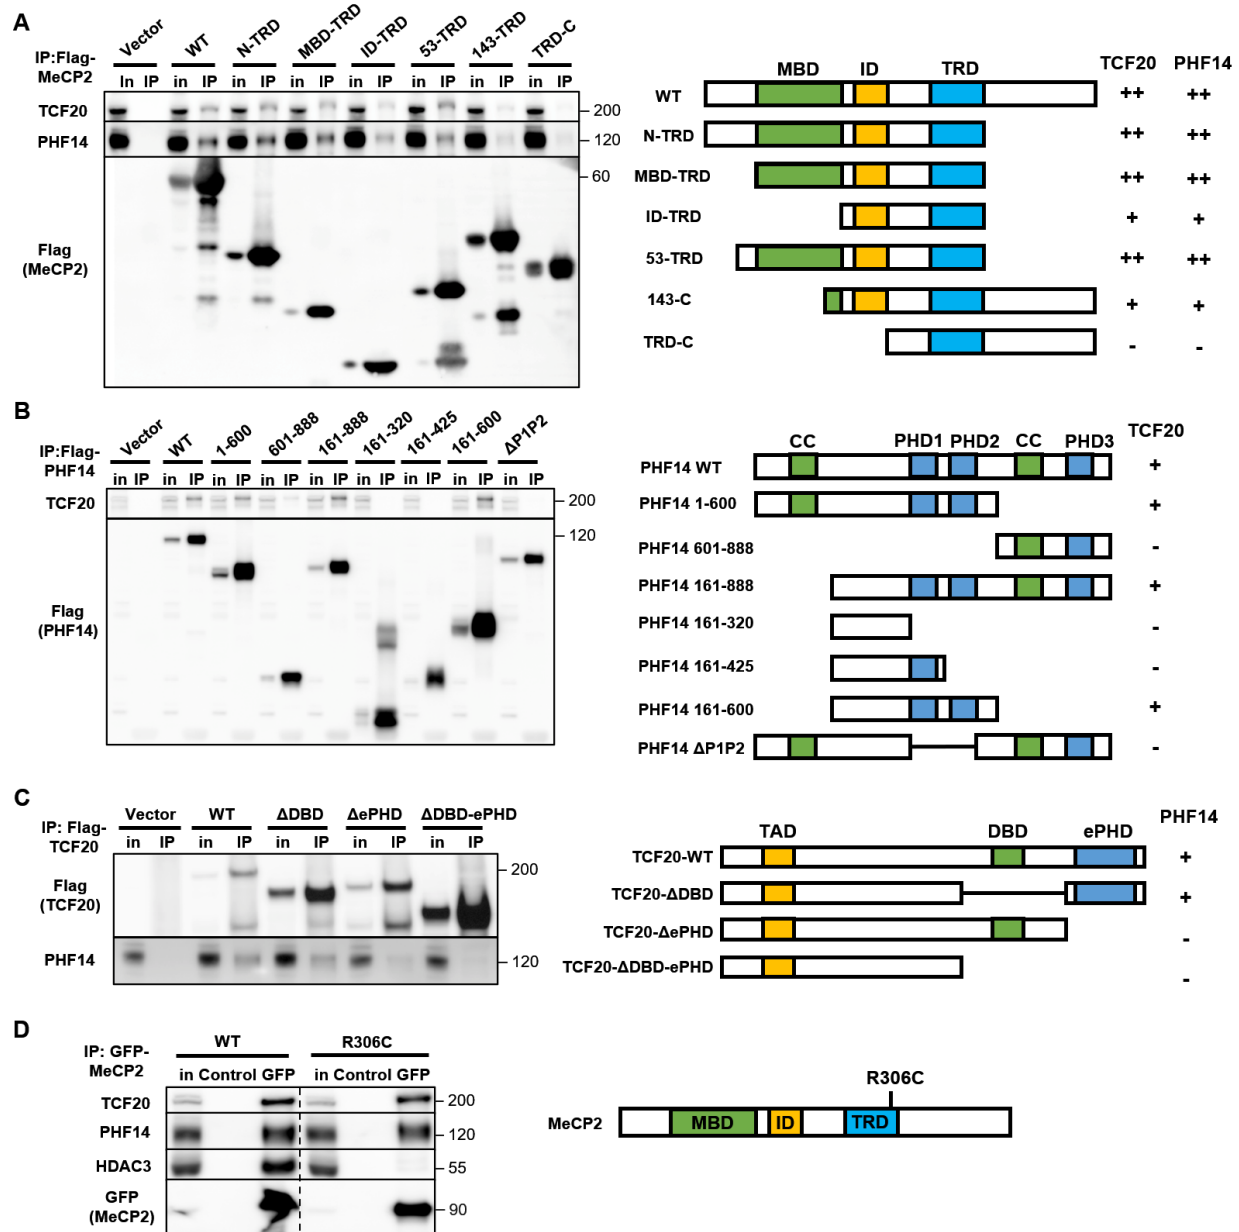 A
IP:Flag-
MeCP2
Vector WT N-TRD MBD-TRD ID-TRD 53-TRD 143-TRD TRD-C
In IP in IP in IP in IP in IP in IP in IP in IP
TCF20
200
PHF14
120
60
Flag
(MeCP2)
MBD ID TRD TCF20 PHF14
WT ++ ++
N-TRD ++ ++
MBD-TRD ++ ++
ID-TRD + +
53-TRD ++ ++
143-C + +
TRD-C - -
B
IP:Flag-
PHF14
Vector WT 1-600 601-888 161-888 161-320 161-425 161-600 ΔP1P2
in IP in IP in IP in IP in IP in IP in IP in IP in IP
TCF20
200
120
Flag
(PHF14)
CC PHD1 PHD2 CC PHD3 TCF20
PHF14 WT +
PHF14 1-600 +
PHF14 601-888 -
PHF14 161-888 +
PHF14 161-320 -
PHF14 161-425 -
PHF14 161-600 +
PHF14 ΔP1P2 -
C
IP: Flag-
TCF20
Vector WT ΔDBD ΔePHD ΔDBD-ePHD
in IP in IP in IP in IP in IP
Flag
(TCF20)
200
PHF14
120
TAD DBD ePHD PHF14
TCF20-WT +
TCF20-ΔDBD +
TCF20-ΔePHD -
TCF20-ΔDBD-ePHD -
D
IP: GFP-
MeCP2
WT R306C
in Control GFP in Control GFP
TCF20 200
PHF14 120
HDAC3 55
GFP
(MeCP2)
90
R306C
MeCP2 MBD ID TRD